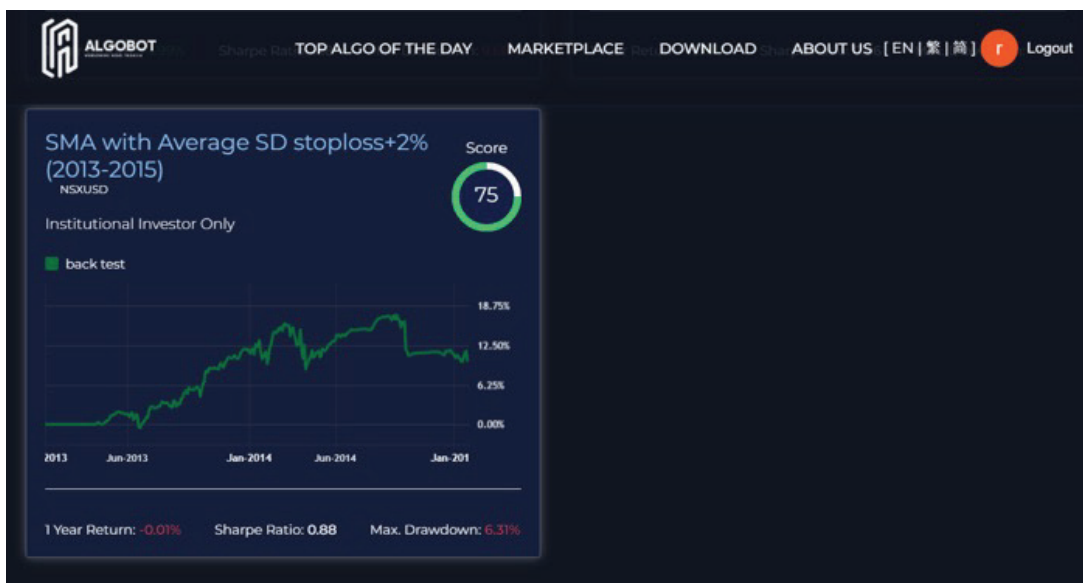 ALGOBOT
TOP ALGO OF THE DAY MARKETPLACE DOWNLOAD ABOUT US [ EN | 繁 | 简 ] r Logout
SMA with Average SD stoploss+2%
(2013-2015)
NSXUSD
Score
75
Institutional Investor Only
back test
18.75%
12.50%
6.25%
0.00%
2013 Jun-2013 Jan-2014 Jun-2014 Jan-201
1 Year Return: -0.01% Sharpe Ratio: 0.88 Max. Drawdown: 6.31%